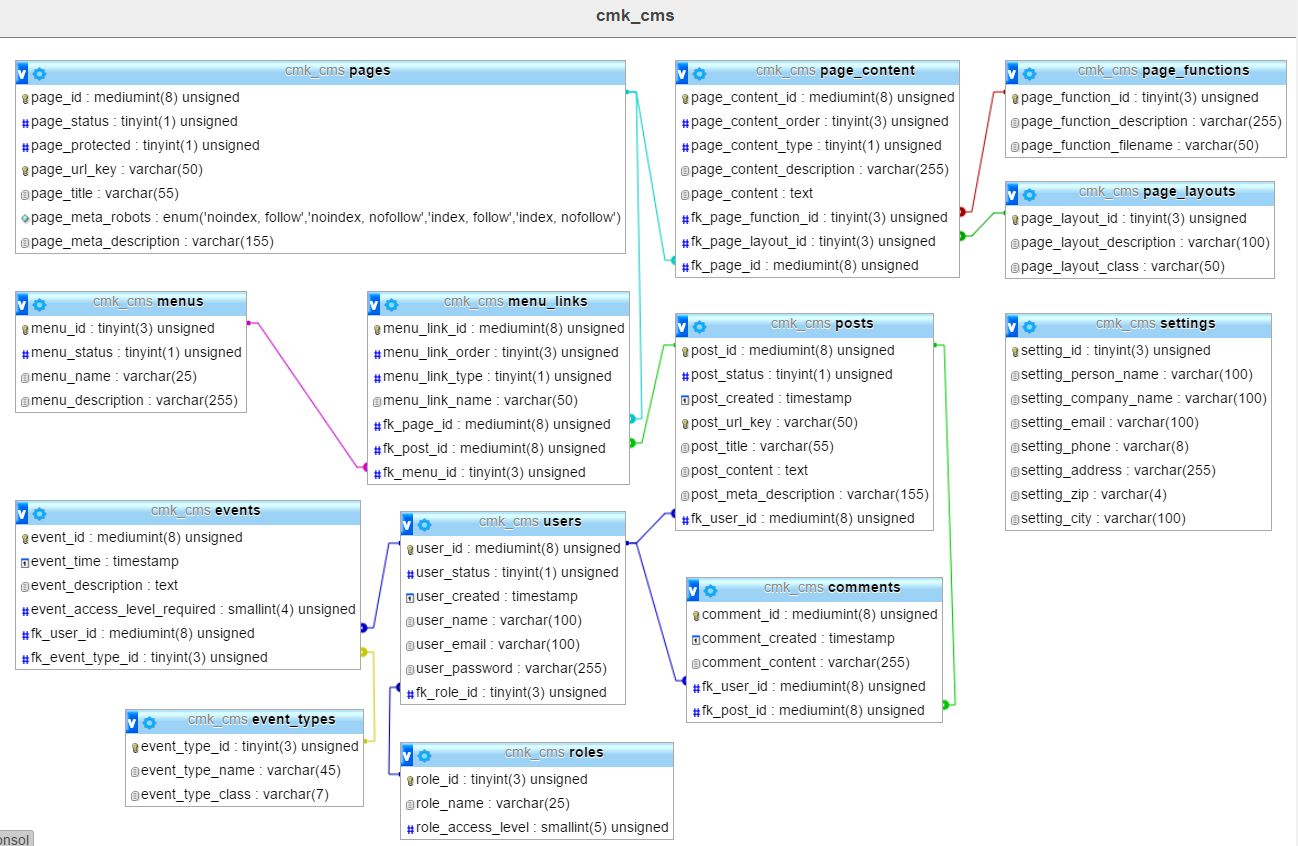 cmk_cms
cmk_cms pages
page_id : mediumint(8) unsigned
page_status : tinyint(1) unsigned
page_protected : tinyint(1) unsigned
page_url_key : varchar(50)
page_title : varchar(55)
page_meta_robots : enum('noindex, follow','noindex, nofollow','index, follow','index, nofollow')
page_meta_description : varchar(155)
cmk_cms page_content
page_content_id : mediumint(8) unsigned
page_content_order : tinyint(3) unsigned
page_content_type : tinyint(1) unsigned
page_content_description : varchar(255)
page_content : text
fk_page_function_id : tinyint(3) unsigned
fk_page_layout_id : tinyint(3) unsigned
fk_page_id : mediumint(8) unsigned
cmk_cms page_functions
page_function_id : tinyint(3) unsigned
page_function_description : varchar(255)
page_function_filename : varchar(50)
cmk_cms page_layouts
page_layout_id : tinyint(3) unsigned
page_layout_description : varchar(100)
page_layout_class : varchar(50)
cmk_cms menus
menu_id : tinyint(3) unsigned
menu_status : tinyint(1) unsigned
menu_name : varchar(25)
menu_description : varchar(255)
cmk_cms menu_links
menu_link_id : mediumint(8) unsigned
menu_link_order : tinyint(3) unsigned
menu_link_type : tinyint(1) unsigned
menu_link_name : varchar(50)
fk_page_id : mediumint(8) unsigned
fk_post_id : mediumint(8) unsigned
fk_menu_id : tinyint(3) unsigned
cmk_cms posts
post_id : mediumint(8) unsigned
post_status : tinyint(1) unsigned
post_created : timestamp
post_url_key : varchar(50)
post_title : varchar(55)
post_content : text
post_meta_description : varchar(155)
fk_user_id : mediumint(8) unsigned
cmk_cms settings
setting_id : tinyint(3) unsigned
setting_person_name : varchar(100)
setting_company_name : varchar(100)
setting_email : varchar(100)
setting_phone : varchar(8)
setting_address : varchar(255)
setting_zip : varchar(4)
setting_city : varchar(100)
cmk_cms events
event_id : mediumint(8) unsigned
event_time : timestamp
event_description : text
event_access_level_required : smallint(4) unsigned
fk_user_id : mediumint(8) unsigned
fk_event_type_id : tinyint(3) unsigned
cmk_cms users
user_id : mediumint(8) unsigned
user_status : tinyint(1) unsigned
user_created : timestamp
user_name : varchar(100)
user_email : varchar(100)
user_password : varchar(255)
fk_role_id : tinyint(3) unsigned
cmk_cms comments
comment_id : mediumint(8) unsigned
comment_created : timestamp
comment_content : varchar(255)
fk_user_id : mediumint(8) unsigned
fk_post_id : mediumint(8) unsigned
cmk_cms event_types
event_type_id : tinyint(3) unsigned
event_type_name : varchar(45)
event_type_class : varchar(7)
cmk_cms roles
role_id : tinyint(3) unsigned
role_name : varchar(25)
role_access_level : smallint(5) unsigned
onsol